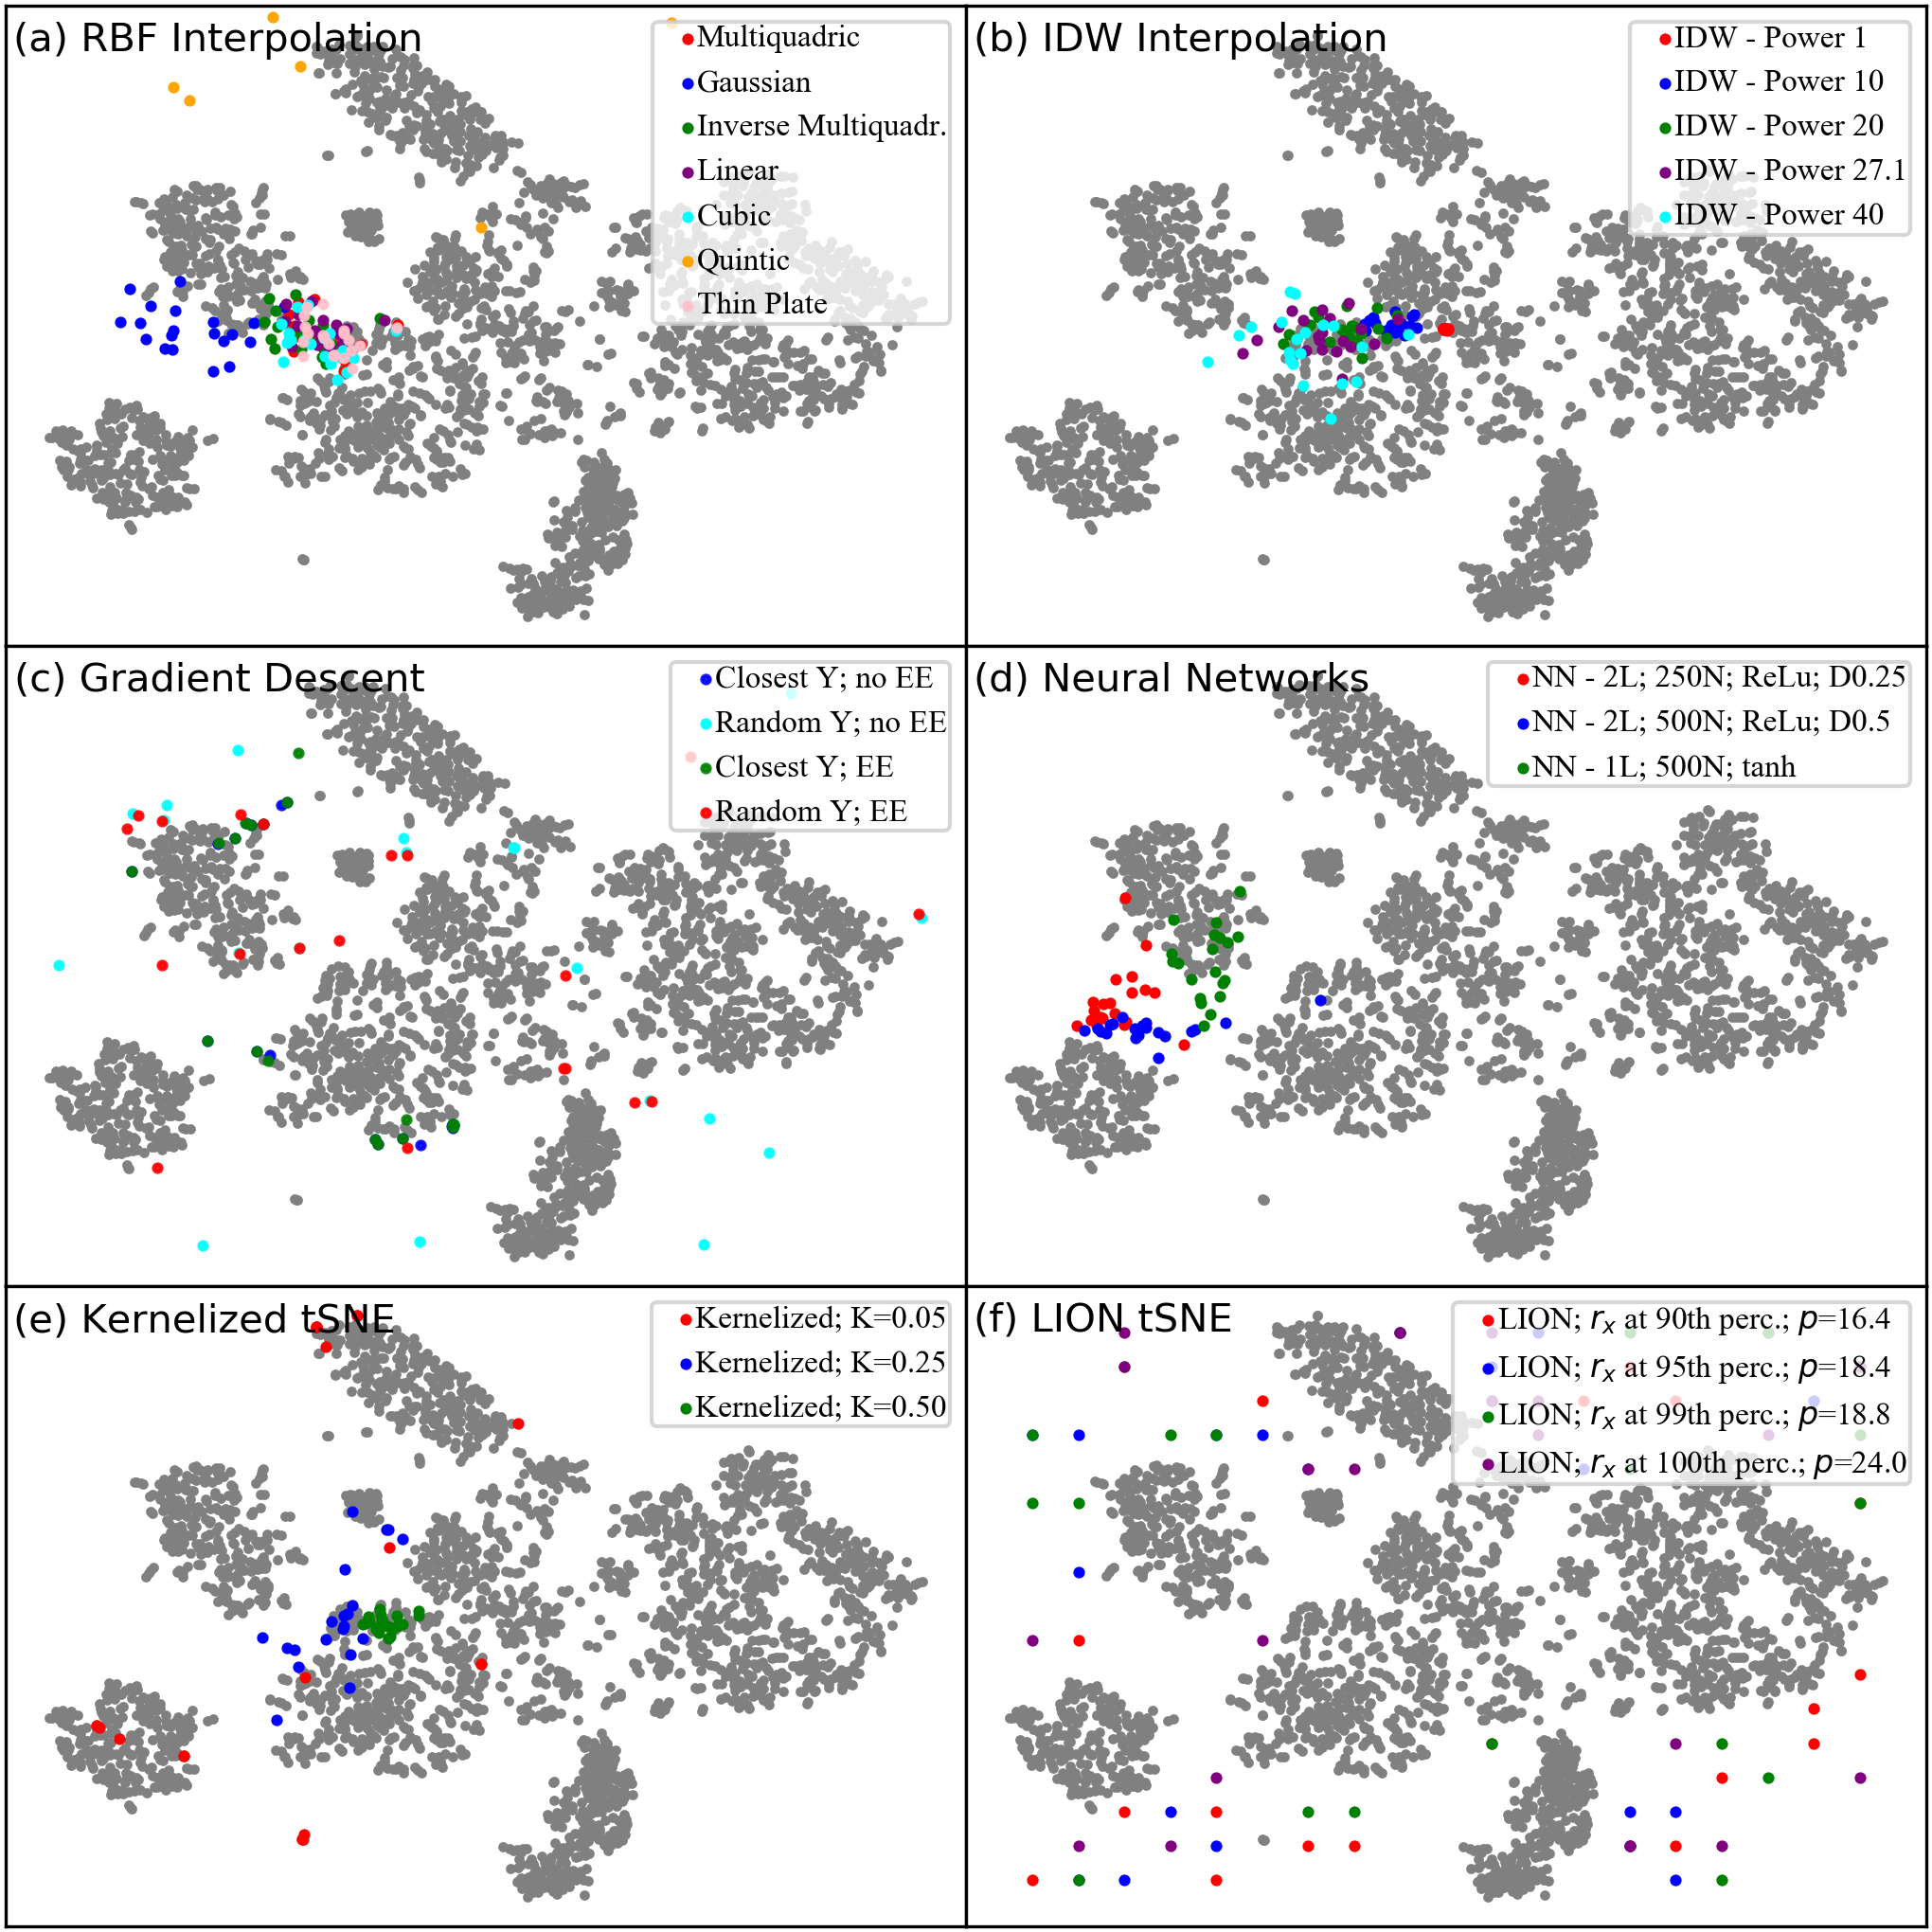 (a) RBF Interpolation
Multiquadric
Gaussian
Inverse Multiquadr.
Linear
Cubic
Quintic
Thin Plate
(b) IDW Interpolation
IDW - Power 1
IDW - Power 10
IDW - Power 20
IDW - Power 27.1
IDW - Power 40
(c) Gradient Descent
Closest Y; no EE
Random Y; no EE
Closest Y; EE
Random Y; EE
(d) Neural Networks
NN - 2L; 250N; ReLu; D0.25
NN - 2L; 500N; ReLu; D0.5
NN - 1L; 500N; tanh
(e) Kernelized tSNE
Kernelized; K=0.05
Kernelized; K=0.25
Kernelized; K=0.50
(f) LION tSNE
LION; r_x at 90th perc.; p=16.4
LION; r_x at 95th perc.; p=18.4
LION; r_x at 99th perc.; p=18.8
LION; r_x at 100th perc.; p=24.0